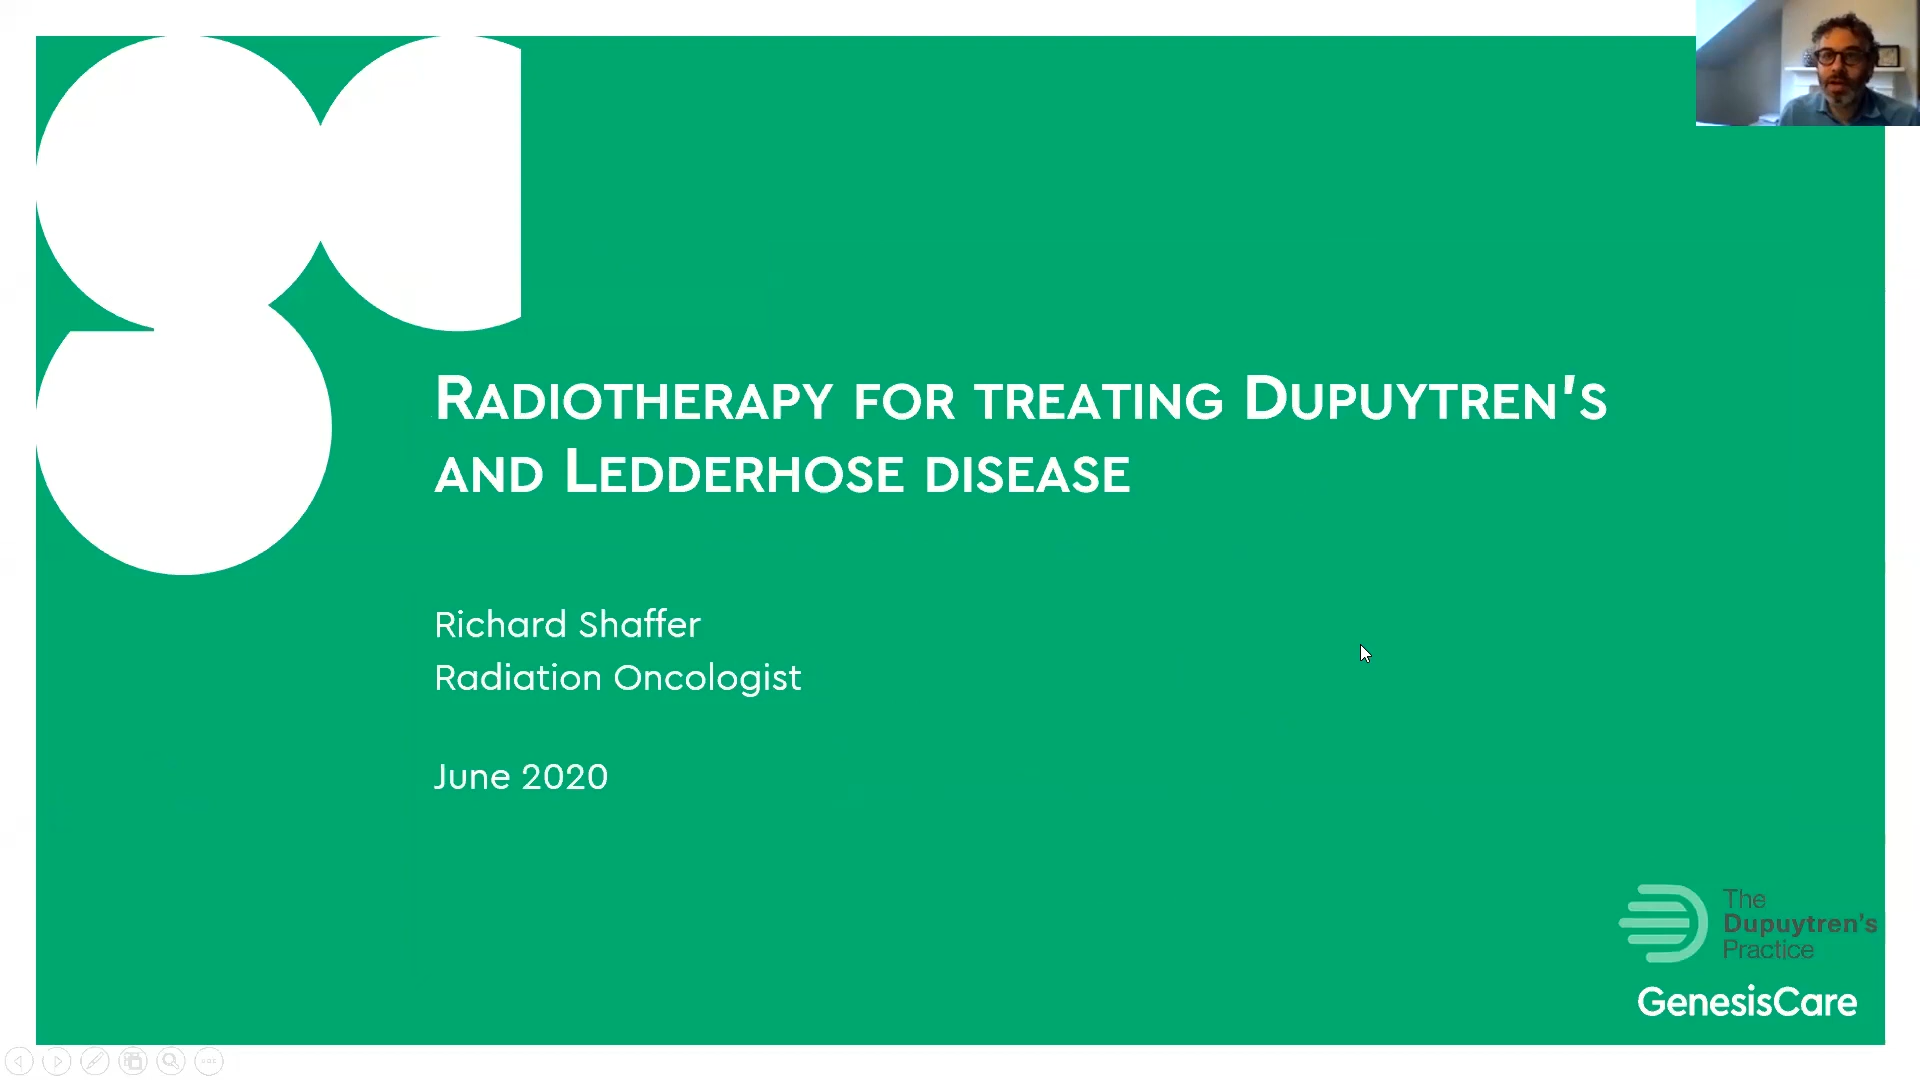 Radiotherapy for treating Dupuytren's
and Ledderhose disease
Richard Shaffer
Radiation Oncologist
June 2020
The
Dupuytren's
Practice
GenesisCare